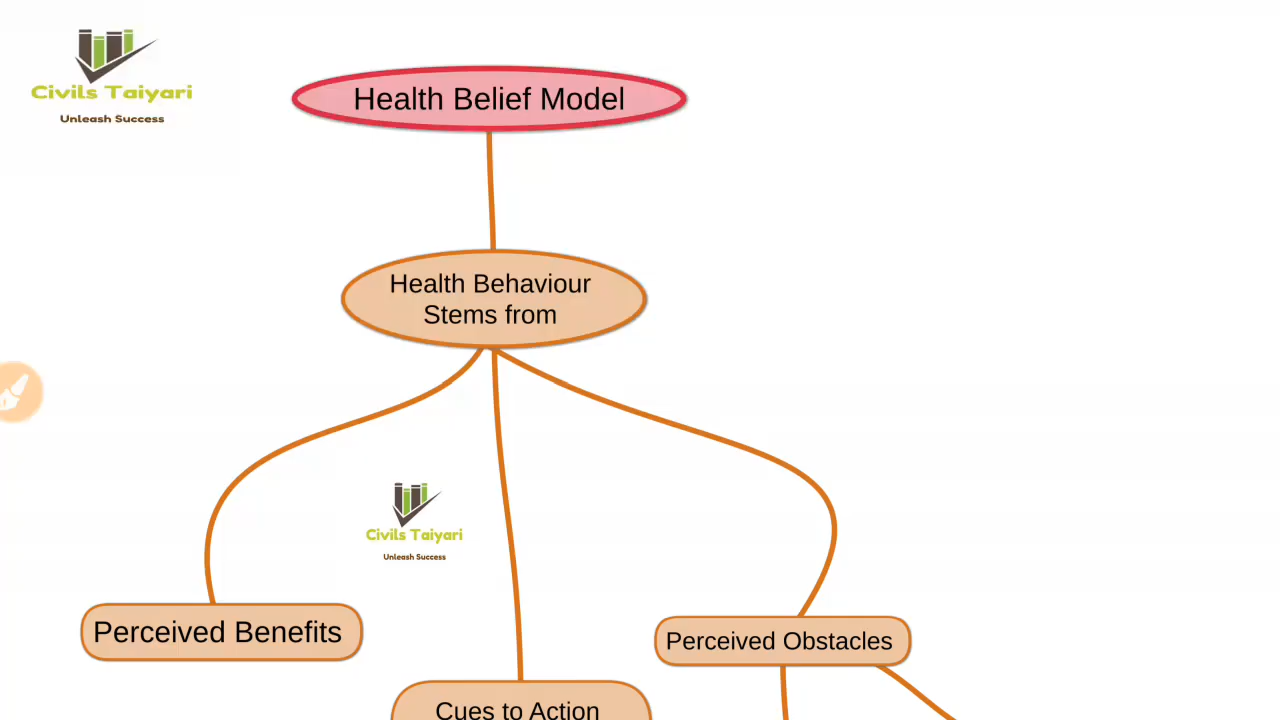 Civils Taiyari
Unleash Success
Health Belief Model
Health Behaviour
Stems from
Civils Taiyari
Unleash Success
Perceived Benefits
Perceived Obstacles
Cues to Action